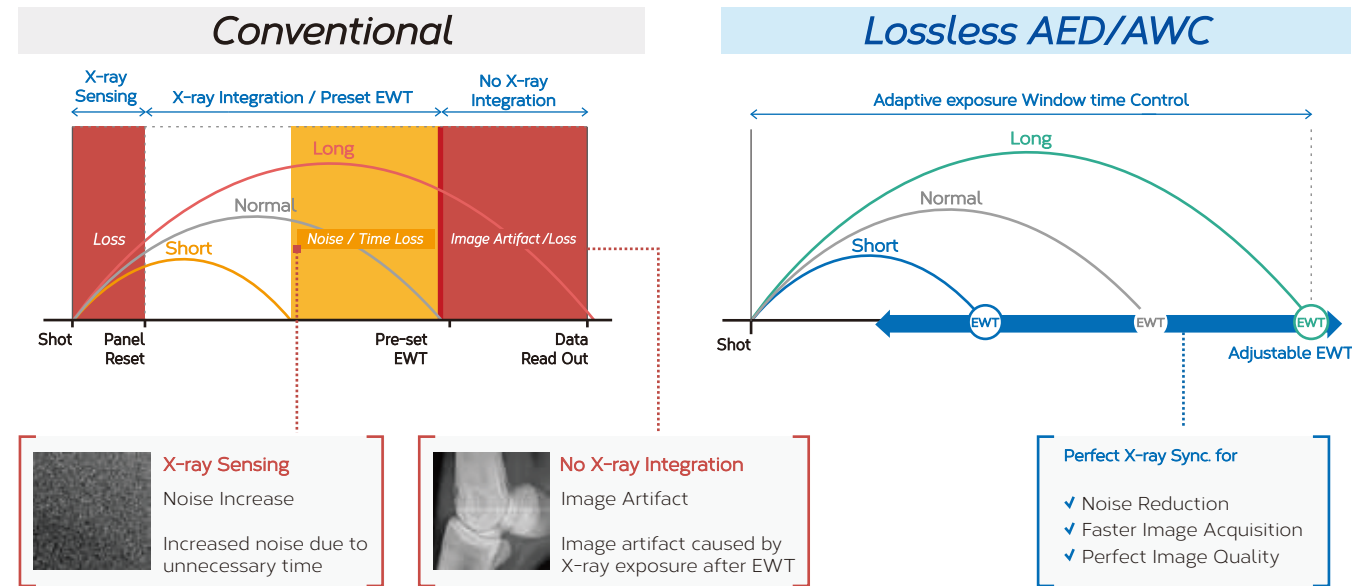 Conventional
X-ray
Sensing
X-ray Integration / Preset EWT
No X-ray
Integration
Long
Normal
Short
Loss
Noise / Time Loss
Image Artifact/Loss
Shot
Panel
Reset
Pre-set
EWT
Data
Read Out
X-ray Sensing
Noise Increase
Increased noise due to
unnecessary time
No X-ray Integration
Image Artifact
Image artifact caused by
X-ray exposure after EWT
Lossless AED/AWC
Adaptive exposure Window time Control
Long
Normal
Short
EWT
EWT
EWT
Shot
Adjustable EWT
Perfect X-ray Sync. for
✓ Noise Reduction
✓ Faster Image Acquisition
✓ Perfect Image Quality